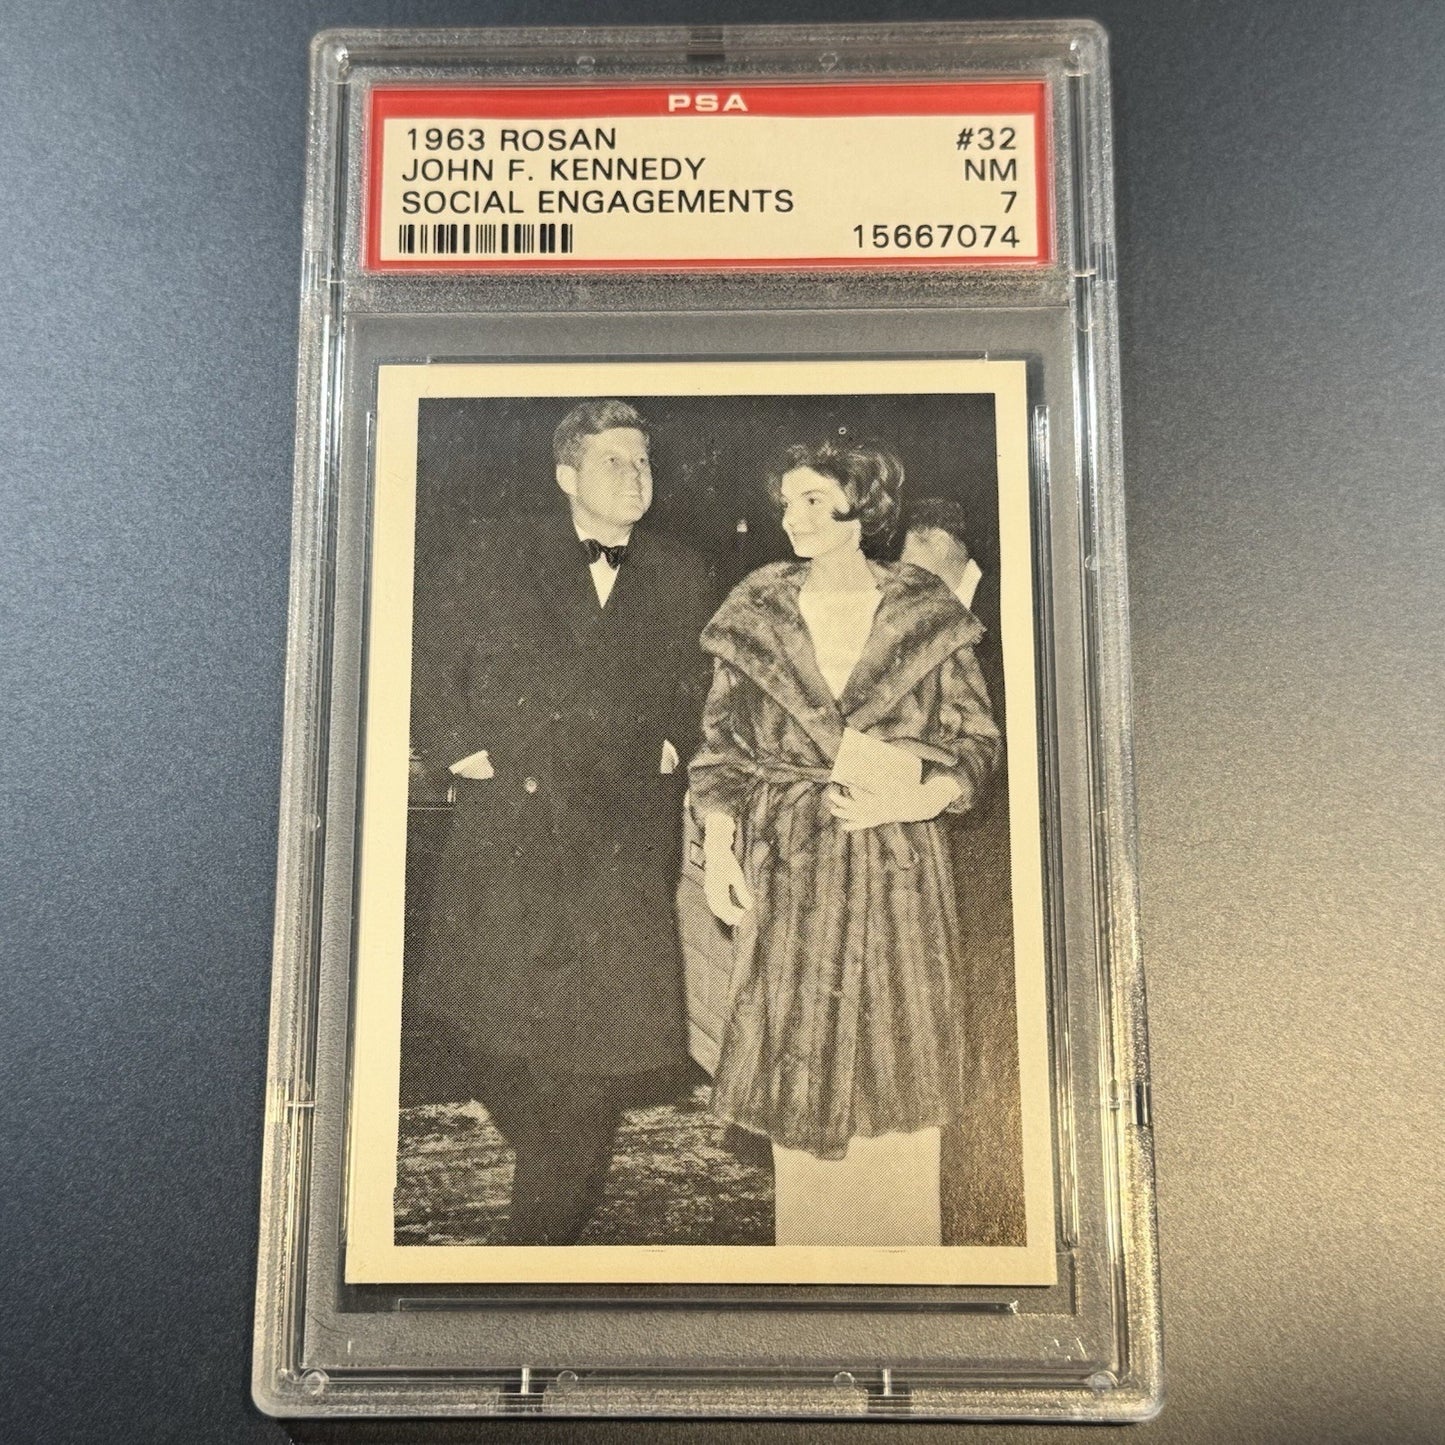 PSA
1963 ROSAN #32
JOHN F. KENNEDY NM
SOCIAL ENGAGEMENTS 7
15667074